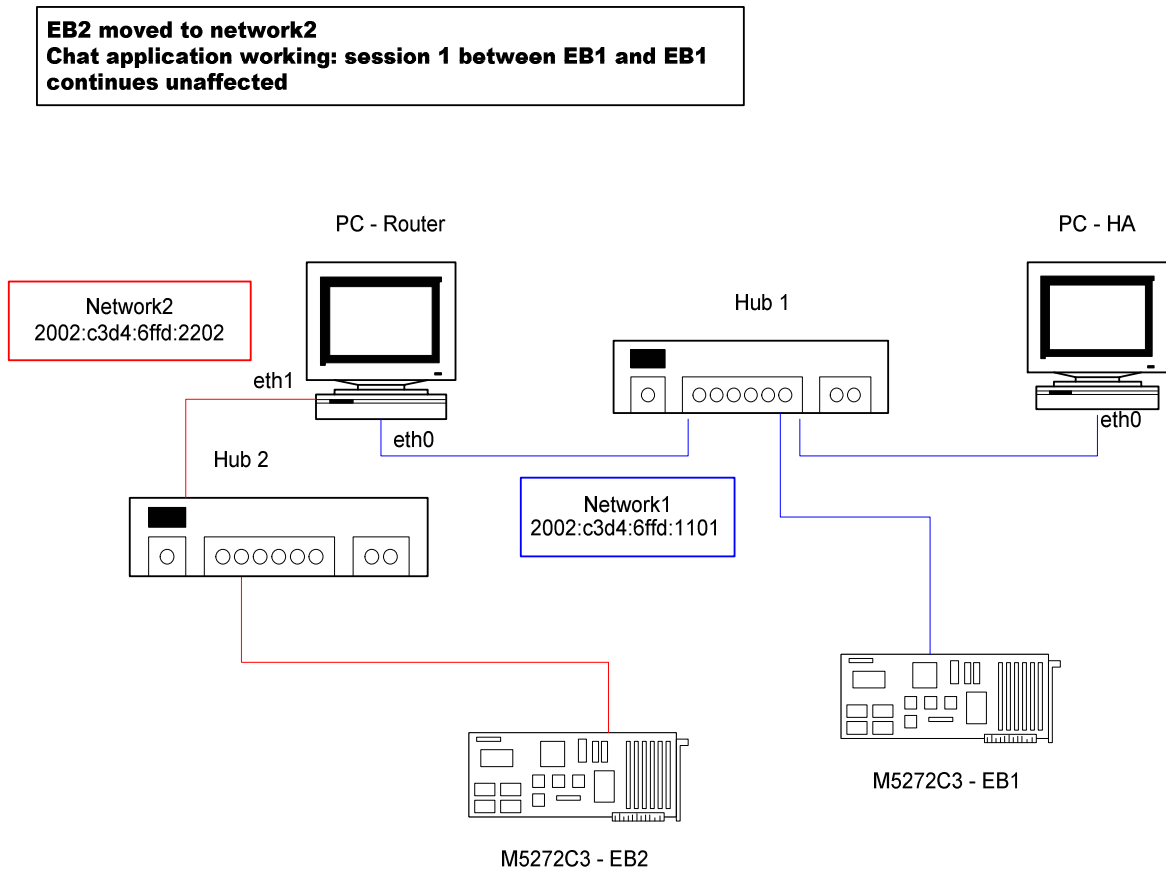 EB2 moved to network2
Chat application working: session 1 between EB1 and EB1
continues unaffected
PC - Router
PC - HA
Network2
2002:c3d4:6ffd:2202
Hub 1
eth1
eth0
eth0
Hub 2
Network1
2002:c3d4:6ffd:1101
M5272C3 - EB1
M5272C3 - EB2